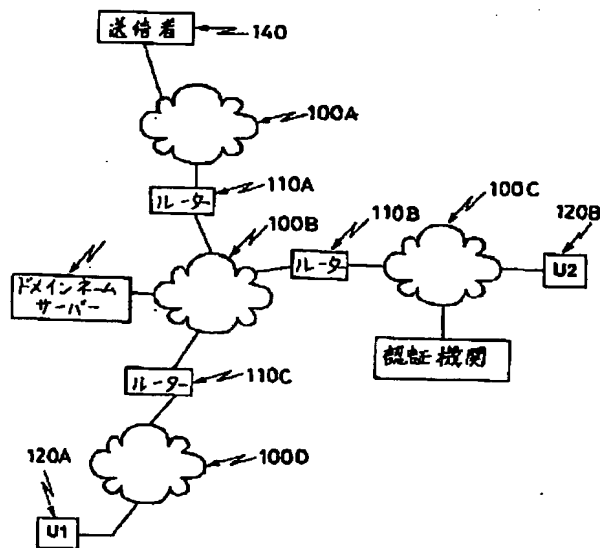 送信者
140
100A
ルーター
110A
100B
110B
100C
120B
ルーター
U2
ドメインネーム
サーバー
認証機関
ルーター
110C
120A
100D
U1